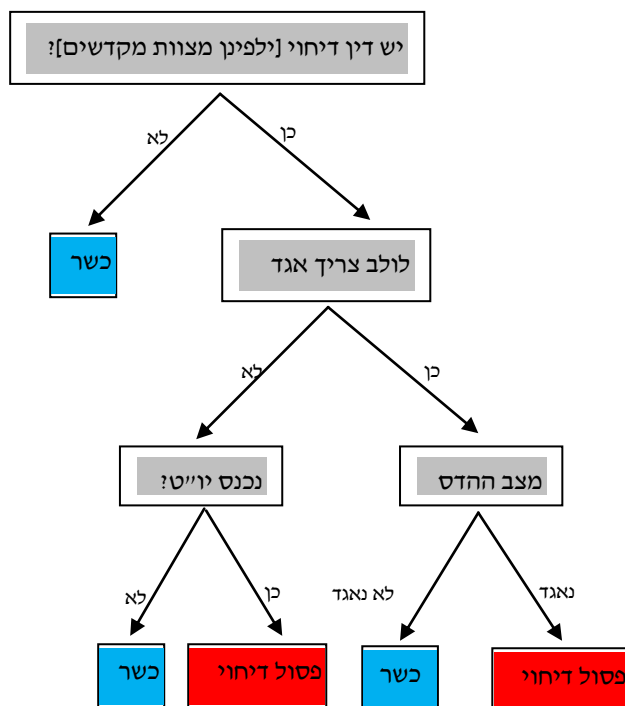 יש דין דיחוי [ילפינן מצוות מקדשים]?
כן
לא
לולב צריך אגד
כשר
כן
לא
מצב ההדס
נכנס יו״ט?
נאגד
לא נאגד
כן
לא
פסול דיחוי
כשר
פסול דיחוי
כשר